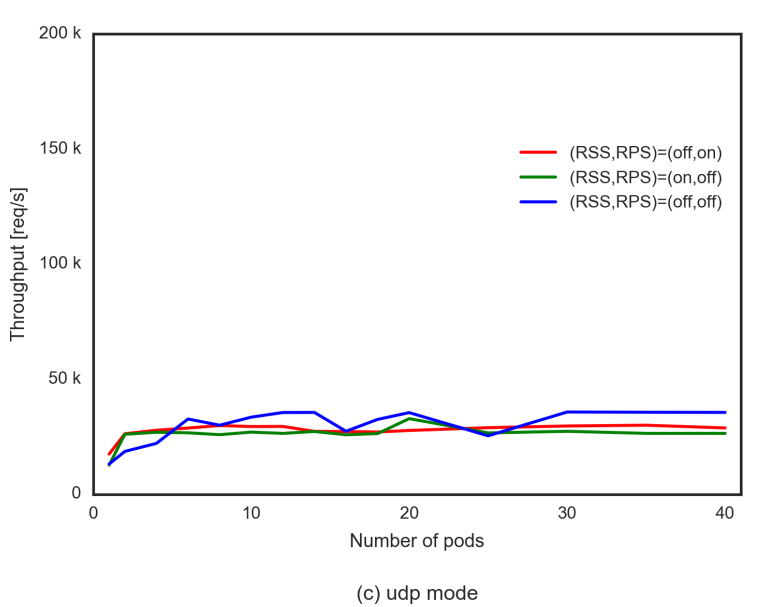 200 k
150 k
100 k
50 k
0
Throughput [req/s]
(RSS,RPS)=(off,on)
(RSS,RPS)=(on,off)
(RSS,RPS)=(off,off)
0 10 20 30 40
Number of pods
(c) udp mode